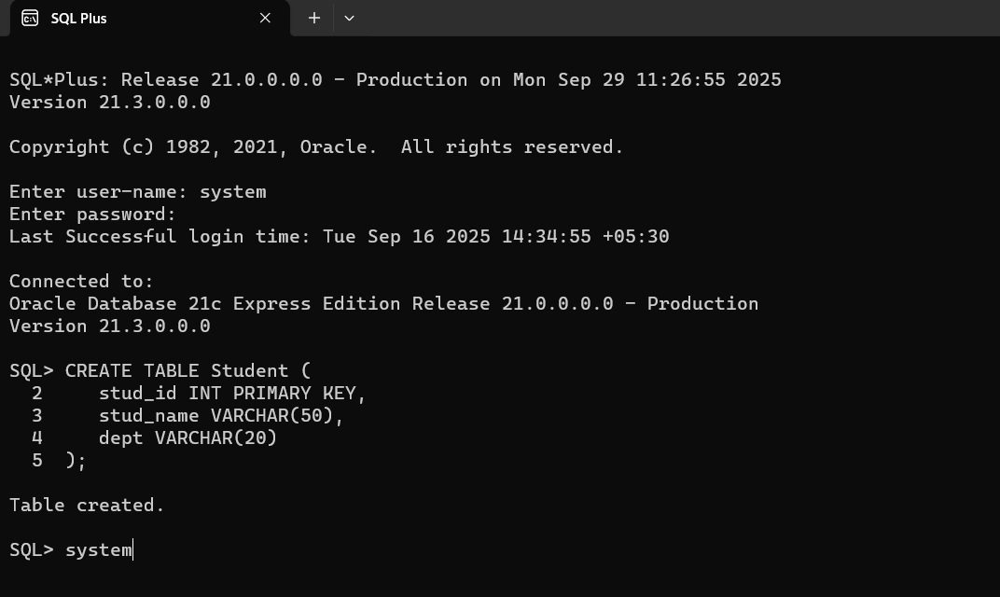 SQL Plus
SQL*Plus: Release 21.0.0.0.0 - Production on Mon Sep 29 11:26:55 2025
Version 21.3.0.0.0
Copyright (c) 1982, 2021, Oracle.  All rights reserved.
Enter user-name: system
Enter password:
Last Successful login time: Tue Sep 16 2025 14:34:55 +05:30
Connected to:
Oracle Database 21c Express Edition Release 21.0.0.0.0 - Production
Version 21.3.0.0.0
SQL> CREATE TABLE Student (
  2     stud_id INT PRIMARY KEY,
  3     stud_name VARCHAR(50),
  4     dept VARCHAR(20)
  5  );
Table created.
SQL> system